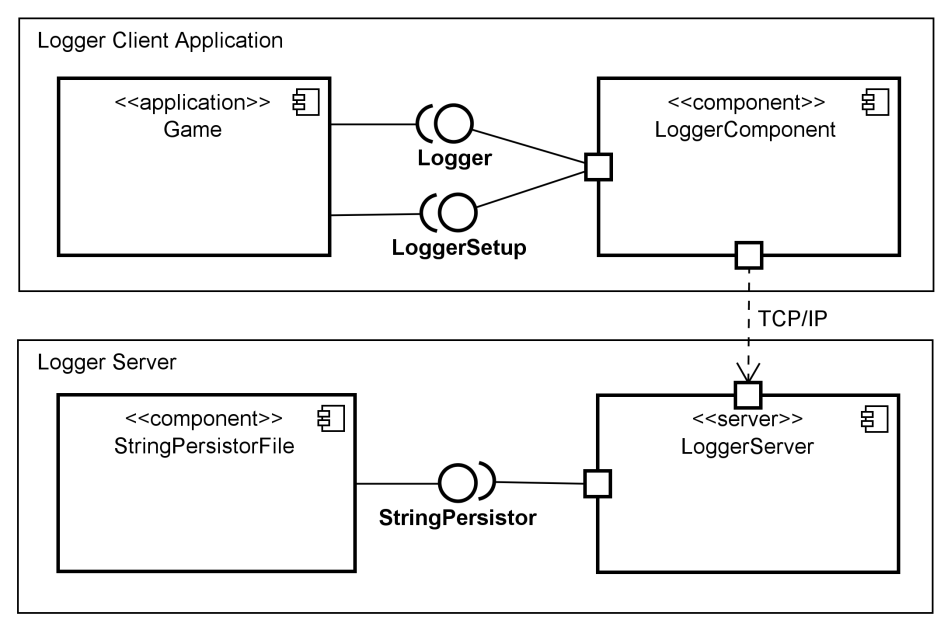 Logger Client Application
<<application>>
Game
Logger
LoggerSetup
<<component>>
LoggerComponent
TCP/IP
Logger Server
<<component>>
StringPersistorFile
StringPersistor
<<server>>
LoggerServer